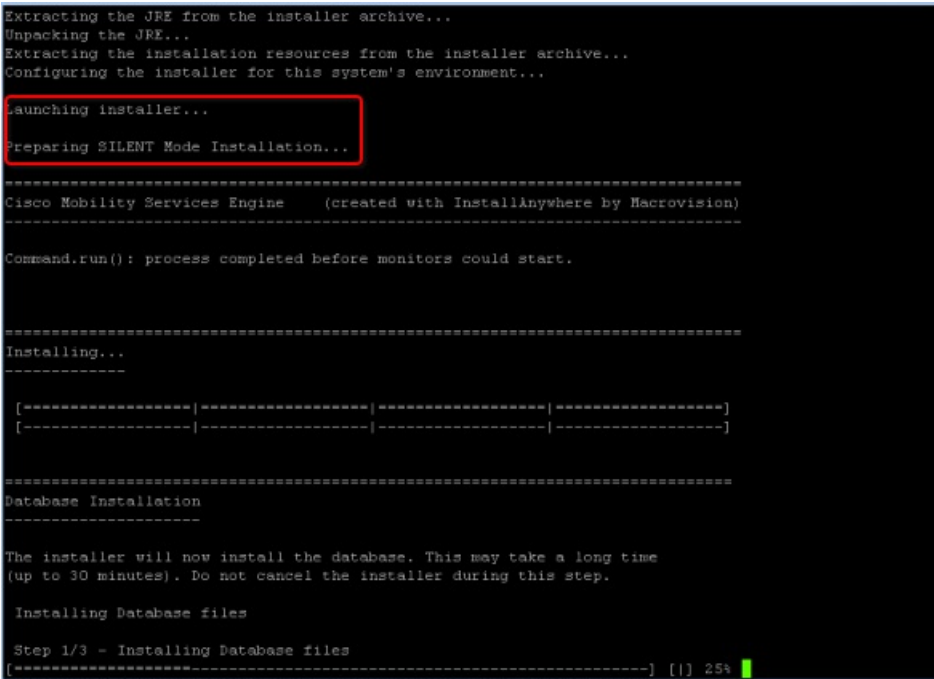 Extracting the JRE from the installer archive...
Unpacking the JRE...
Extracting the installation resources from the installer archive...
Configuring the installer for this system's environment...
Launching installer...
Preparing SILENT Mode Installation...
===============================================================================
Cisco Mobility Services Engine    (created with InstallAnywhere by Macrovision)
-------------------------------------------------------------------------------
Command.run(): process completed before monitors could start.
===============================================================================
Installing...
-------------
[==================|==================|==================|==================]
[------------------|------------------|------------------|------------------]
==============================================================================
Database Installation
---------------------
The installer will now install the database. This may take a long time
(up to 30 minutes). Do not cancel the installer during this step.
Installing Database files
Step 1/3 - Installing Database files
[===================-------------------------------------------------] [|] 25%